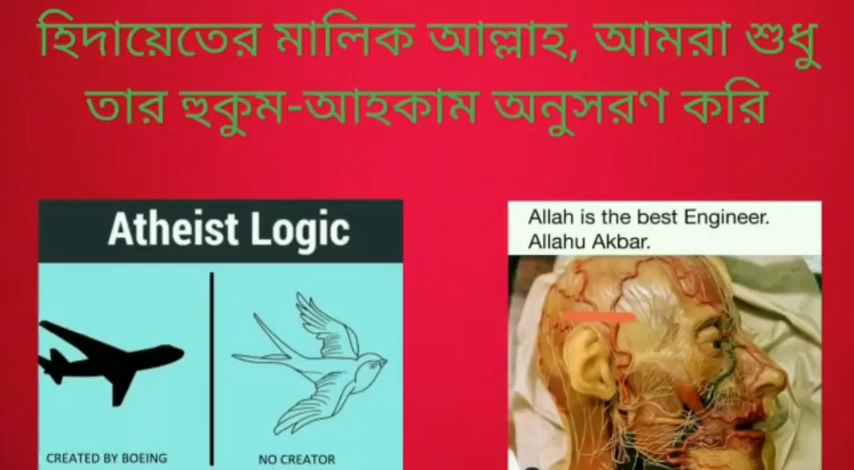 হিদায়েতের মালিক আল্লাহ, আমরা শুধু
তার হুকুম-আহকাম অনুসরণ করি
Atheist Logic
CREATED BY BOEING
NO CREATOR
Allah is the best Engineer.
Allahu Akbar.